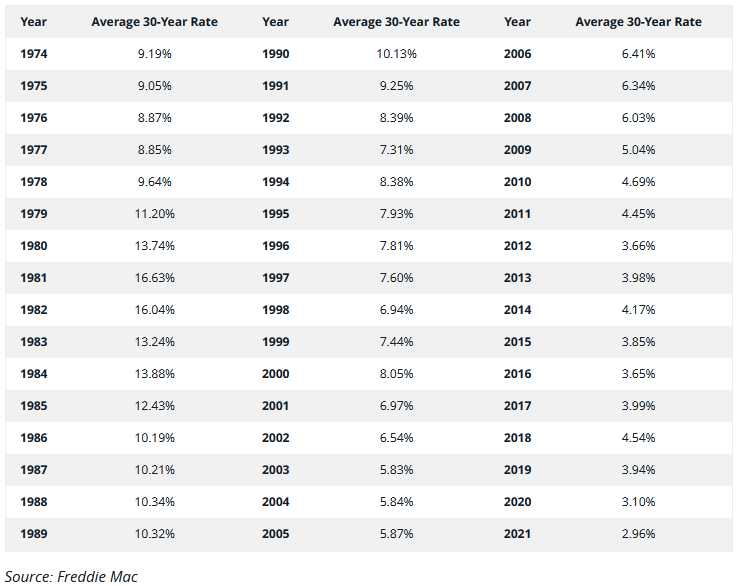 Year Average 30-Year Rate Year Average 30-Year Rate Year Average 30-Year Rate
1974 9.19% 1990 10.13% 2006 6.41%
1975 9.05% 1991 9.25% 2007 6.34%
1976 8.87% 1992 8.39% 2008 6.03%
1977 8.85% 1993 7.31% 2009 5.04%
1978 9.64% 1994 8.38% 2010 4.69%
1979 11.20% 1995 7.93% 2011 4.45%
1980 13.74% 1996 7.81% 2012 3.66%
1981 16.63% 1997 7.60% 2013 3.98%
1982 16.04% 1998 6.94% 2014 4.17%
1983 13.24% 1999 7.44% 2015 3.85%
1984 13.88% 2000 8.05% 2016 3.65%
1985 12.43% 2001 6.97% 2017 3.99%
1986 10.19% 2002 6.54% 2018 4.54%
1987 10.21% 2003 5.83% 2019 3.94%
1988 10.34% 2004 5.84% 2020 3.10%
1989 10.32% 2005 5.87% 2021 2.96%
Source: Freddie Mac